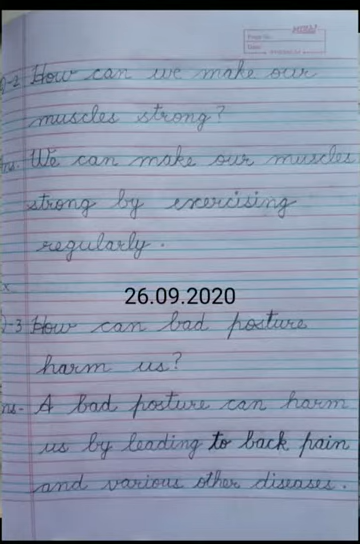 Q-2 How can we make our
muscles strong?
Ans. We can make our muscles
strong by exercising
regularly.
x
26.09.2020
Q-3 How can bad posture
harm us?
Ans- A bad posture can harm
us by leading to back pain
and various other diseases.